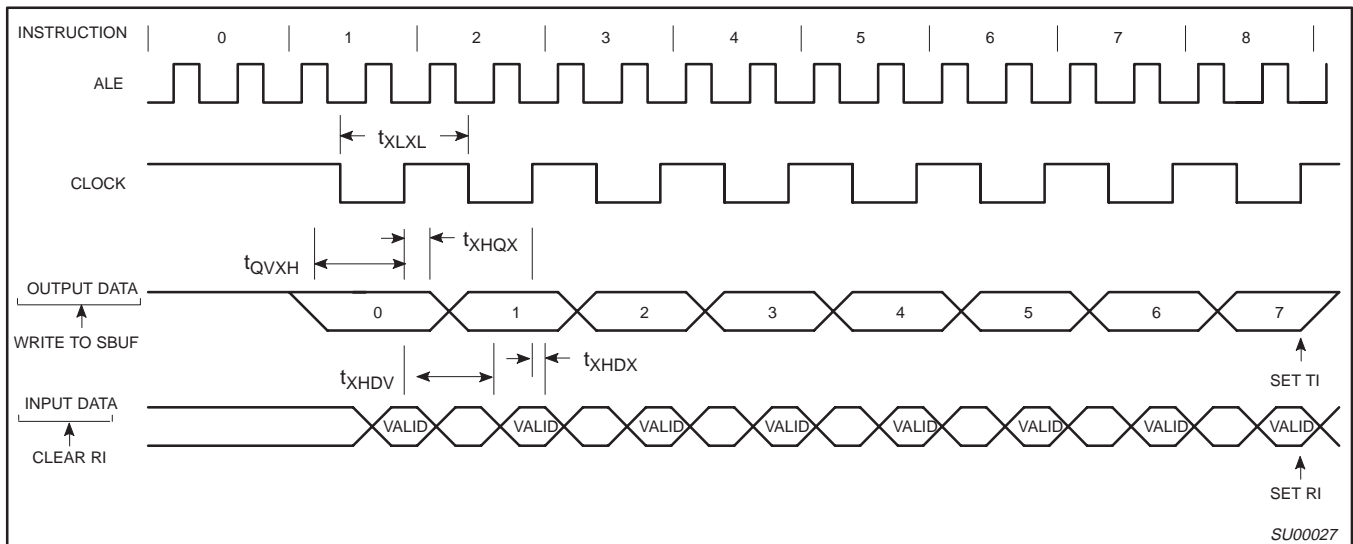 INSTRUCTION 0 1 2 3 4 5 6 7 8
ALE
tXLXL
CLOCK
tXHQX
tQVXH
OUTPUT DATA
0 1 2 3 4 5 6 7
WRITE TO SBUF
tXHDX
tXHDV
SET TI
INPUT DATA
VALID VALID VALID VALID VALID VALID VALID VALID
CLEAR RI
SET RI
SU00027